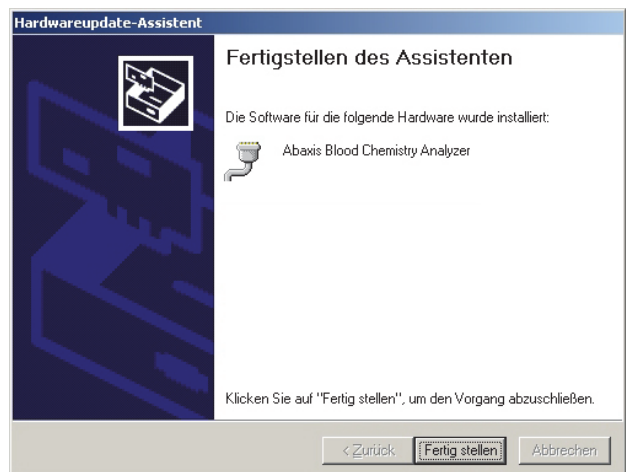 Hardwareupdate-Assistent
Fertigstellen des Assistenten
Die Software für die folgende Hardware wurde installiert:
Abaxis Blood Chemistry Analyzer
Klicken Sie auf "Fertig stellen", um den Vorgang abzuschließen.
< Zurück
Fertig stellen
Abbrechen